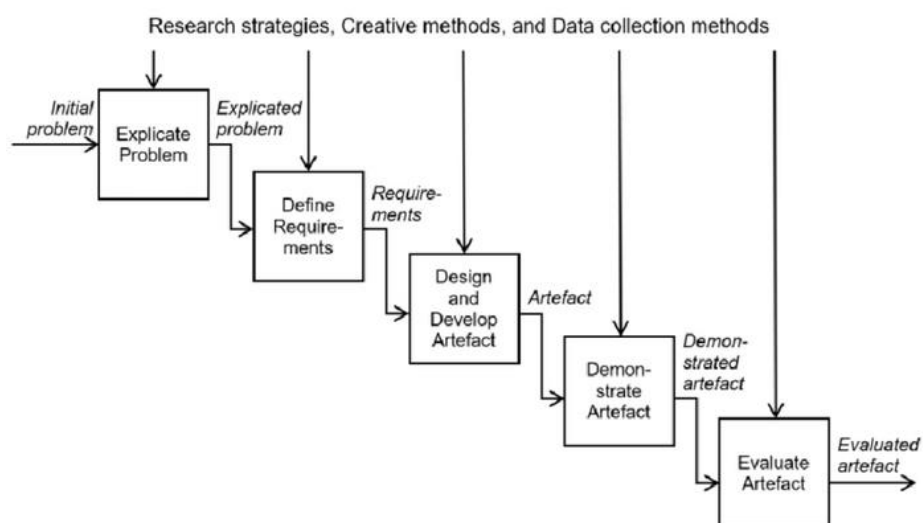 Research strategies, Creative methods, and Data collection methods
Initial
problem
Explicate
Problem
Explicated
problem
Define
Require-
ments
Require-
ments
Design
and
Develop
Artefact
Artefact
Demon-
strate
Artefact
Demon-
strated
artefact
Evaluate
Artefact
Evaluated
artefact